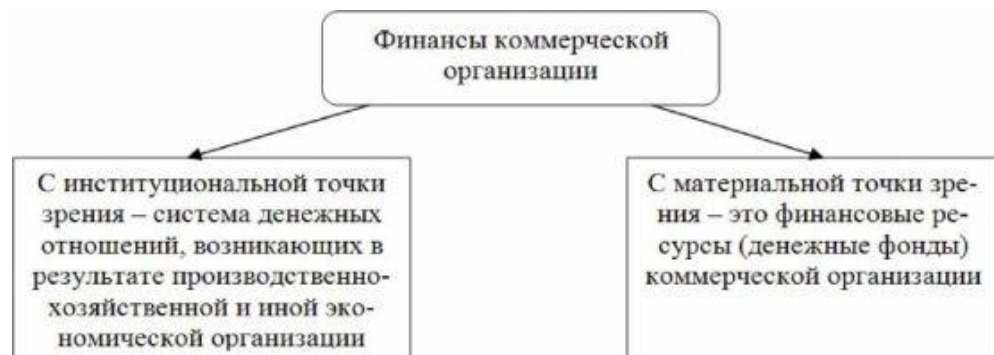 Финансы коммерческой
организации
С институциональной точки
зрения – система денежных
отношений, возникающих в
результате производственно-
хозяйственной и иной эко-
номической организации
С материальной точки зре-
ния – это финансовые ре-
сурсы (денежные фонды)
коммерческой организации